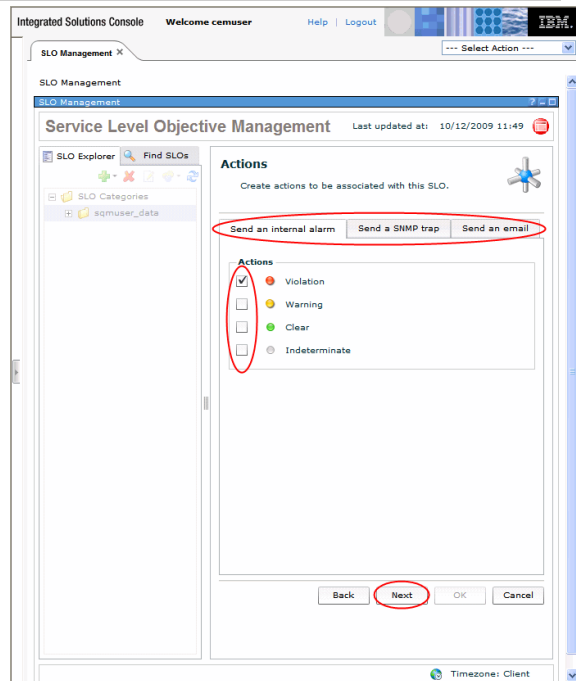 Integrated Solutions Console Welcome cemuser Help | Logout IBM.
SLO Management ×
--- Select Action ---
SLO Management
SLO Management
Service Level Objective Management Last updated at: 10/12/2009 11:49
SLO Explorer Find SLOs
SLO Categories
sqmuser_data
Actions
Create actions to be associated with this SLO.
Send an internal alarm Send a SNMP trap Send an email
Actions
Violation
Warning
Clear
Indeterminate
Back Next OK Cancel
Timezone: Client